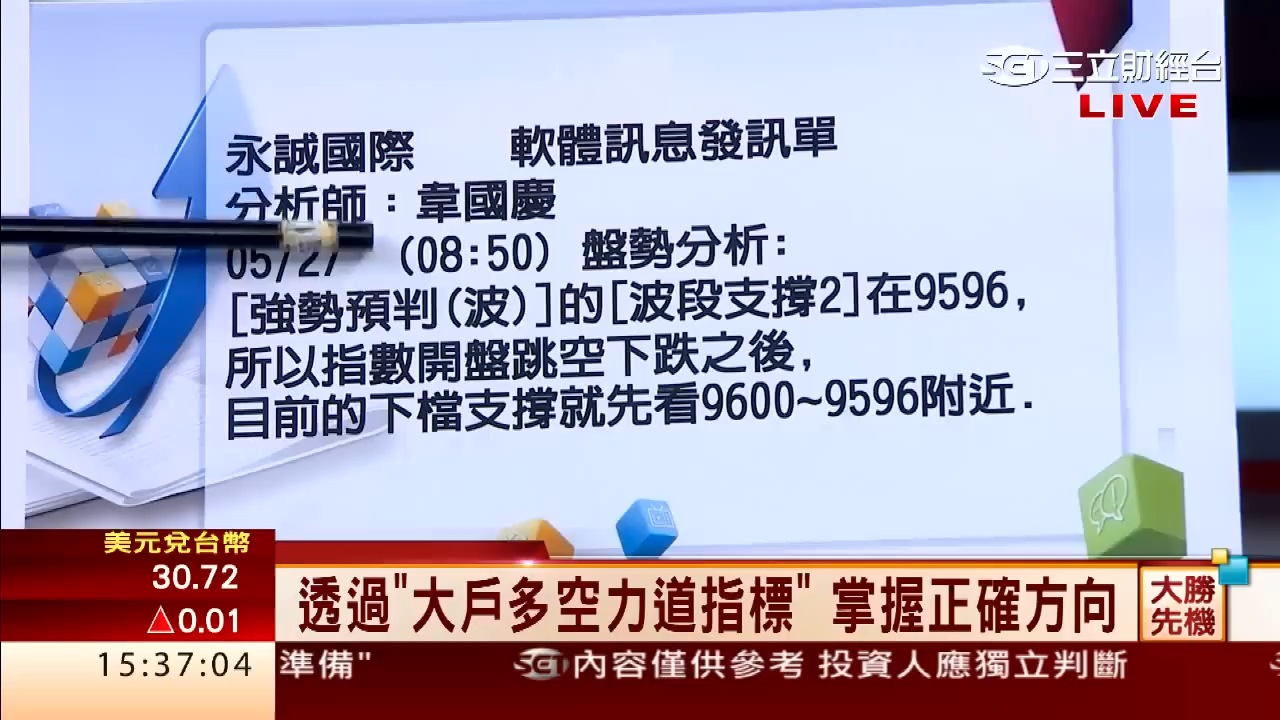 SET三立財經台
LIVE
永誠國際 軟體訊息發訊單
分析師：韋國慶
05/27 (08:50) 盤勢分析:
[強勢預判(波)]的[波段支撐2]在9596,
所以指數開盤跳空下跌之後,
目前的下檔支撐就先看9600~9596附近.
美元兌台幣
30.72
△0.01
透過"大戶多空力道指標" 掌握正確方向
大勝
先機
15:37:04
準備" SET內容僅供參考 投資人應獨立判斷